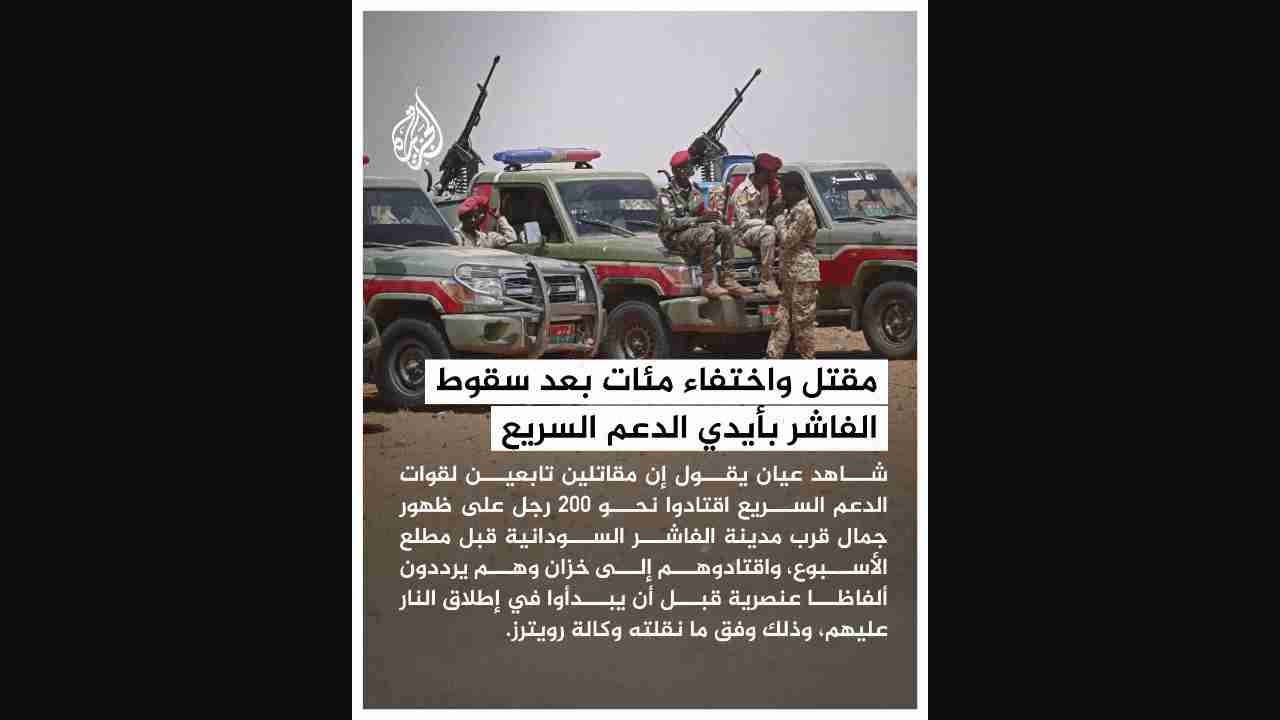 الجزيرة
مقتل واختفاء مئات بعد سقوط
الفاشر بأيدي الدعم السريع
شاهد عيان يقول إن مقاتلين تابعين لقوات
الدعم السريع اقتادوا نحو 200 رجل على ظهور
جمال قرب مدينة الفاشر السودانية قبل مطلع
الأسبوع، واقتادوهم إلى خزان وهم يرددون
ألفاظا عنصرية قبل أن يبدأوا في إطلاق النار
عليهم، وذلك وفق ما نقلته وكالة رويترز.